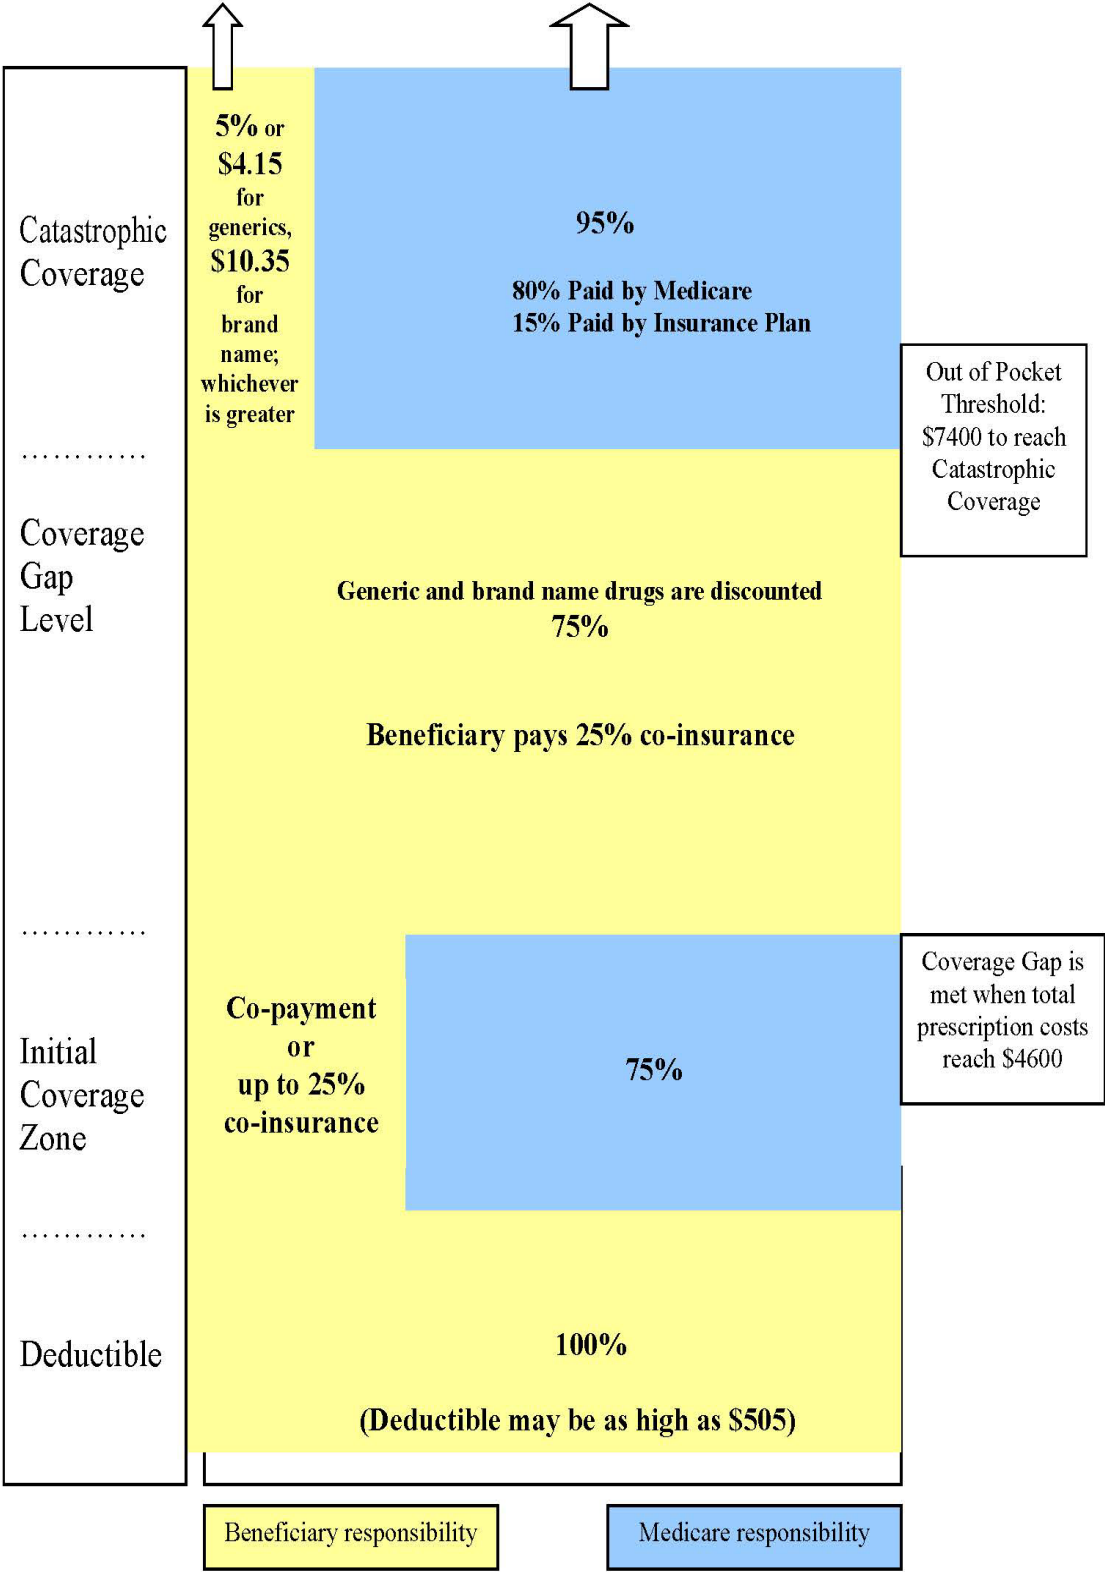 5% or
$4.15
for
generics,
$10.35
for
brand
name;
whichever
is greater
95%
80% Paid by Medicare
15% Paid by Insurance Plan
Catastrophic
Coverage
Out of Pocket
Threshold:
$7400 to reach
Catastrophic
Coverage
…………
Coverage
Gap
Level
Generic and brand name drugs are discounted
75%
Beneficiary pays 25% co-insurance
…………
Coverage Gap is
met when total
prescription costs
reach $4600
Initial
Coverage
Zone
Co-payment
or
up to 25%
co-insurance
75%
…………
Deductible
100%
(Deductible may be as high as $505)
Beneficiary responsibility
Medicare responsibility